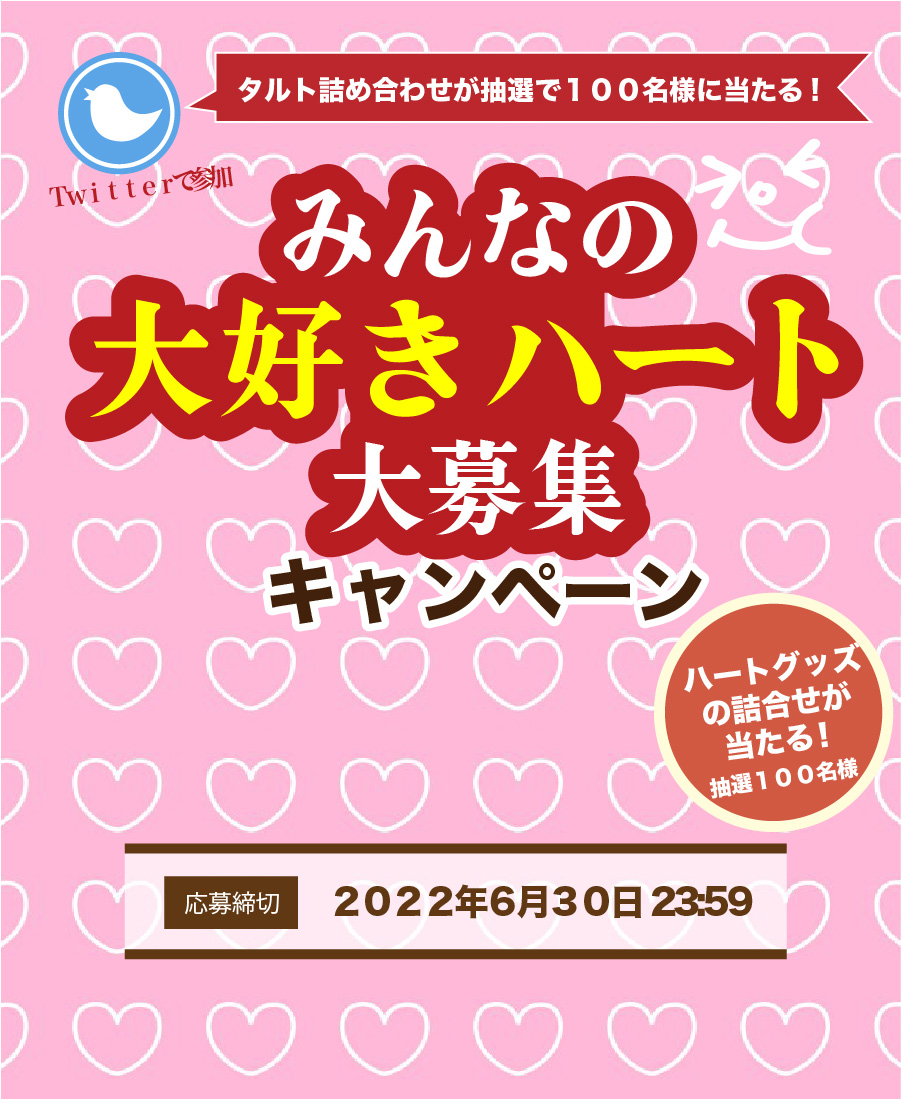 タルト詰め合わせが抽選で１００名様に当たる！
Twitterで参加
みんなの
大好きハート
大募集
キャンペーン
ハートグッズ
の詰合せが
当たる！
抽選１００名様
応募締切 ２０２２年６月３０日 23:59